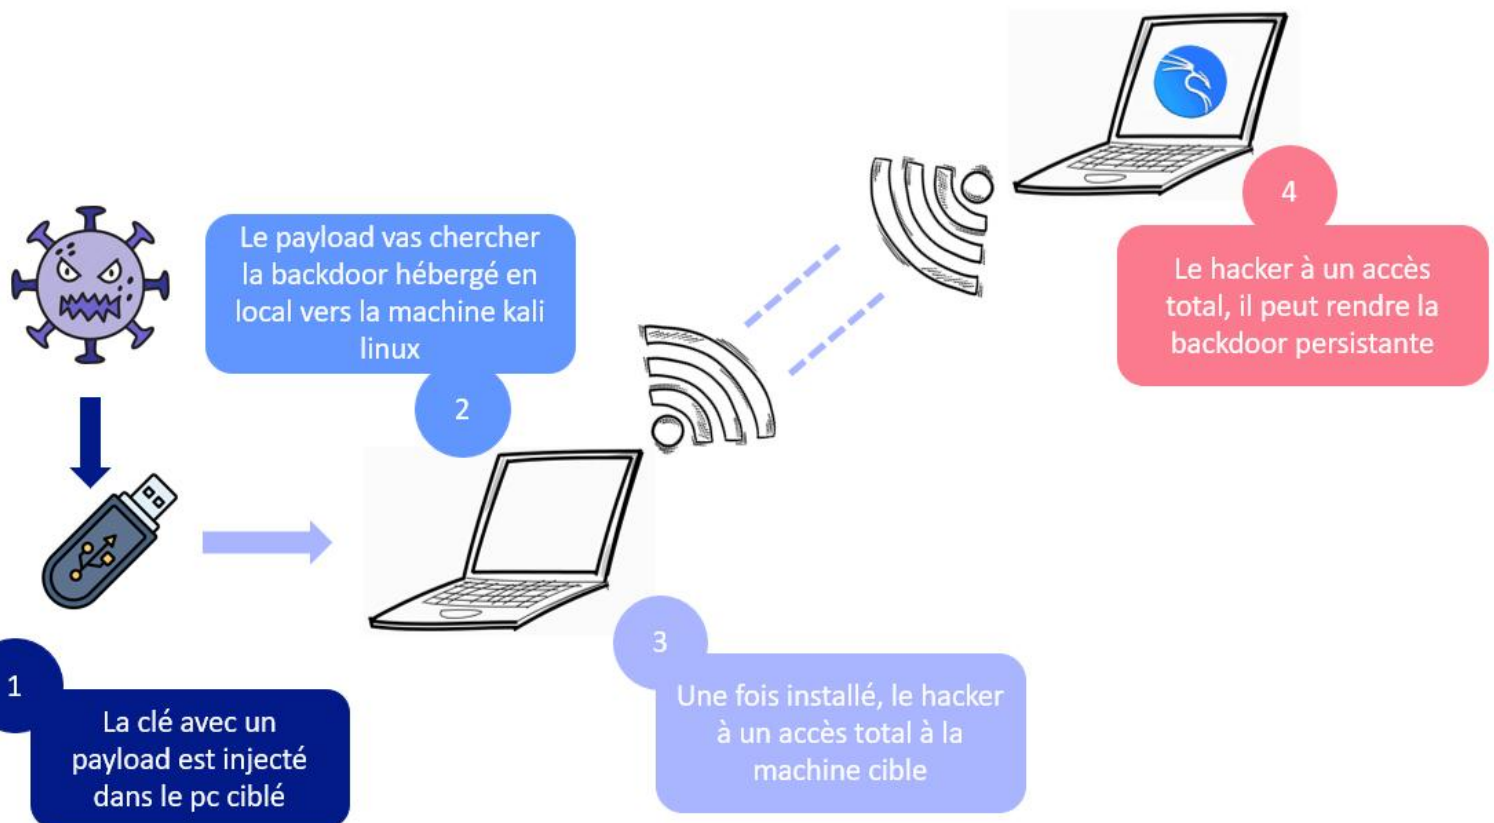 1
La clé avec un
payload est injecté
dans le pc ciblé
2
Le payload vas chercher
la backdoor hébergé en
local vers la machine kali
linux
3
Une fois installé, le hacker
à un accès total à la
machine cible
4
Le hacker à un accès
total, il peut rendre la
backdoor persistante